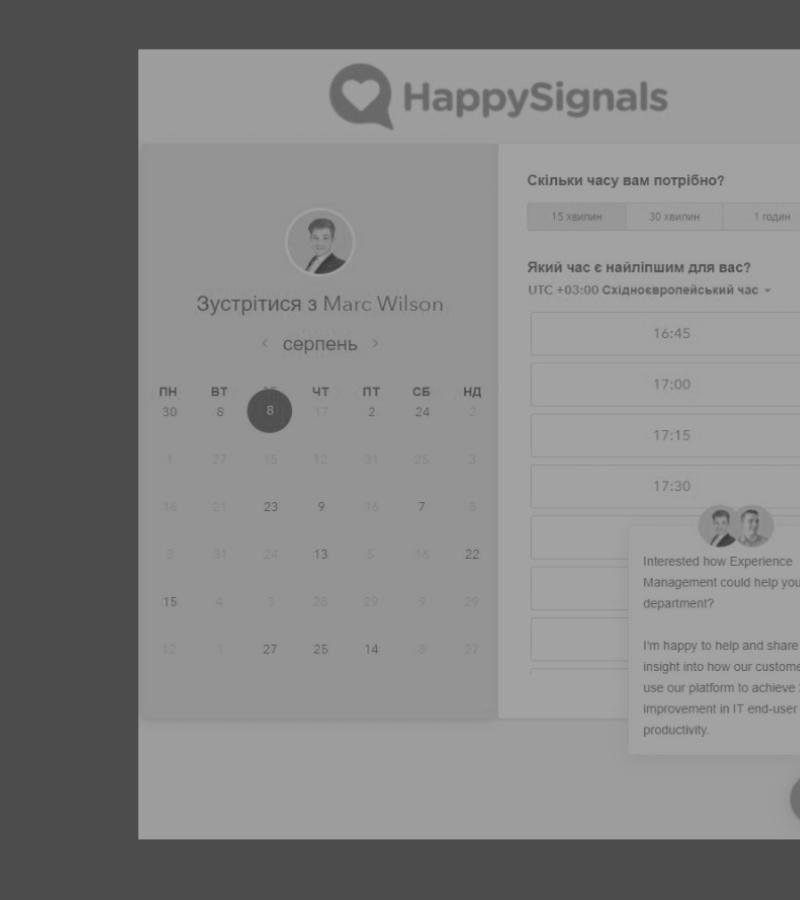 HappySignals
Зустрітися з Marc Wilson
серпень
ПН ВТ ЧТ ПТ СБ НД
30 8 8 17 2 24 2
1 27 15 12 31 25 3
16 21 23 9 16 7 8
3 31 24 13 5 16 22
15 4 3 28 29 9 29
12 1 27 25 14 8 27
Скільки часу вам потрібно?
15 хвилин 30 хвилин 1 годин
Який час є найліпшим для вас?
UTC +03:00 Східноєвропейський час
16:45
17:00
17:15
17:30
Interested how Experience
Management could help you
department?
I'm happy to help and share
insight into how our custome
use our platform to achieve
improvement in IT end-user
productivity.